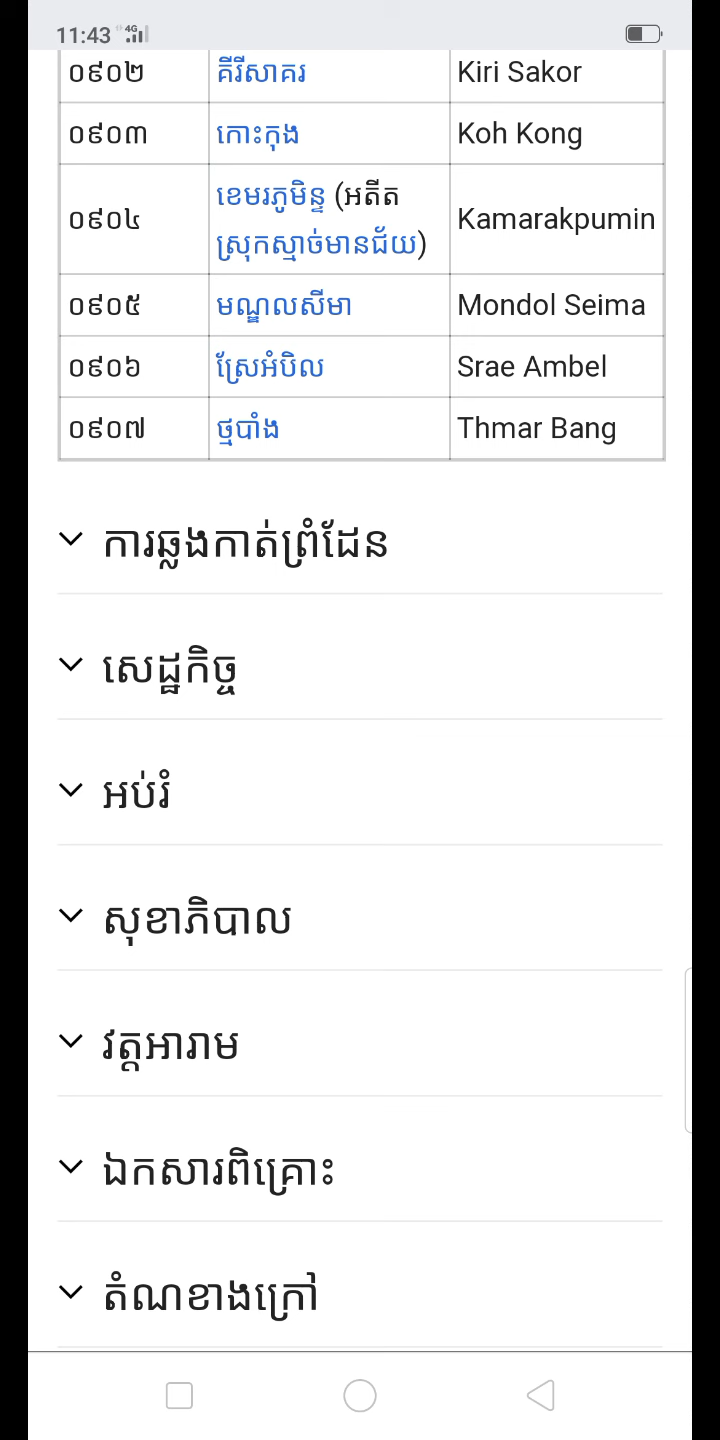 11:43 4G
០៩០២ គីរីសាគរ Kiri Sakor
០៩០៣ កោះកុង Koh Kong
០៩០៤ ខេមរភូមិន្ទ (អតីត
ស្រុកស្មាច់មានជ័យ) Kamarakpumin
០៩០៥ មណ្ឌលសីមា Mondol Seima
០៩០៦ ស្រែអំបិល Srae Ambel
០៩០៧ ថ្មបាំង Thmar Bang
ការឆ្លងកាត់ព្រំដែន
សេដ្ឋកិច្ច
អប់រំ
សុខាភិបាល
វត្តអារាម
ឯកសារពិគ្រោះ
តំណខាងក្រៅ